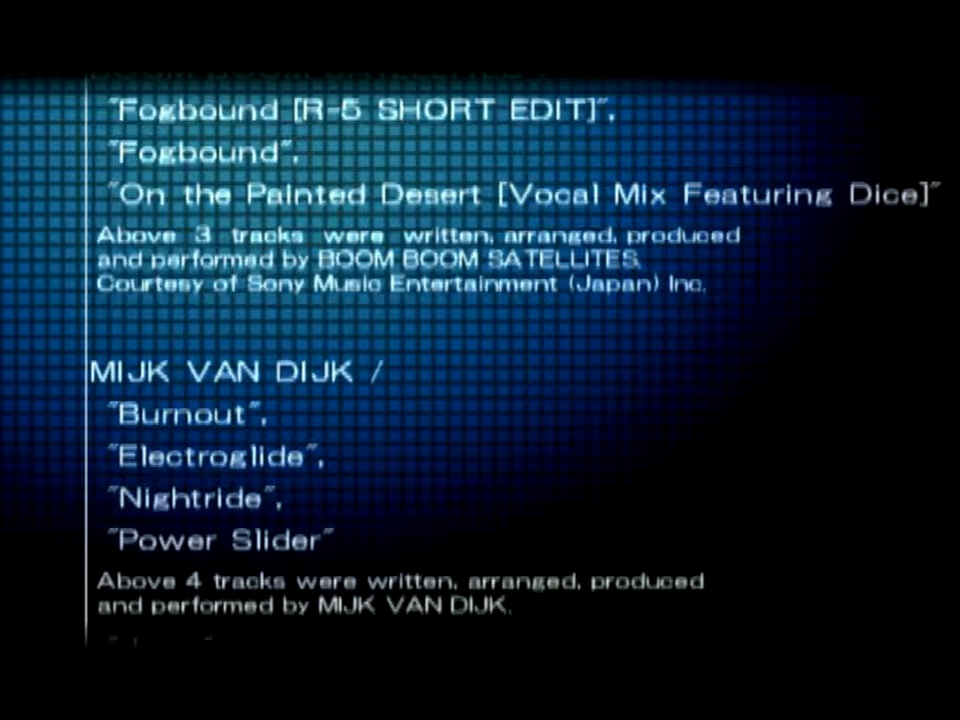 "Fogbound [R-5 SHORT EDIT]",
"Fogbound",
"On the Painted Desert [Vocal Mix Featuring Dice]"
Above 3 tracks were written, arranged, produced
and performed by BOOM BOOM SATELLITES.
Courtesy of Sony Music Entertainment (Japan) Inc.
MIJK VAN DIJK /
"Burnout",
"Electroglide",
"Nightride",
"Power Slider"
Above 4 tracks were written, arranged, produced
and performed by MIJK VAN DIJK.